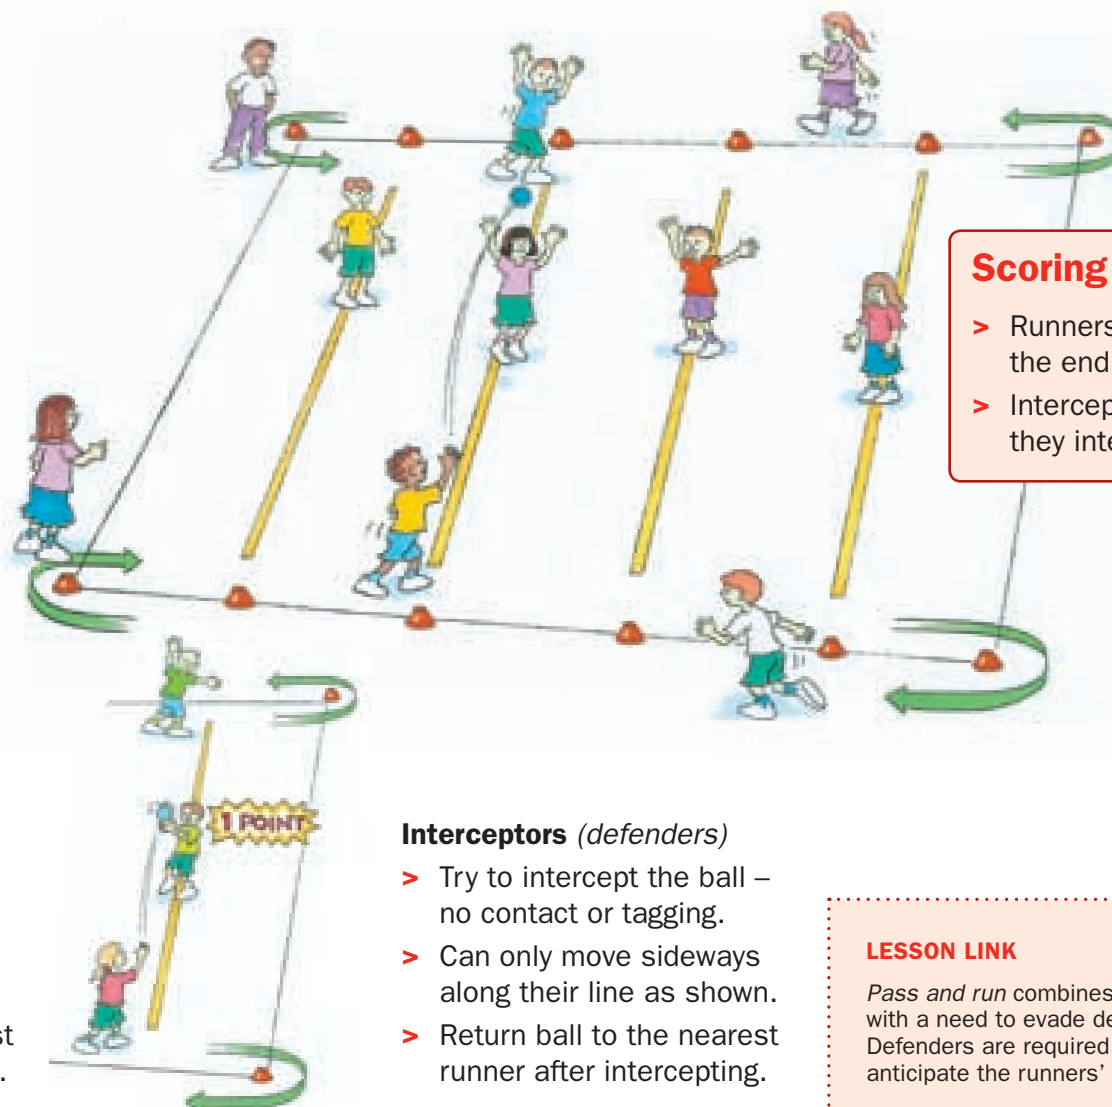 Scoring
> Runners
the end
> Intercep
they inte
1 POINT
st
.
Interceptors (defenders)
> Try to intercept the ball –
no contact or tagging.
> Can only move sideways
along their line as shown.
> Return ball to the nearest
runner after intercepting.
LESSON LINK
Pass and run combines
with a need to evade de
Defenders are required
anticipate the runners’